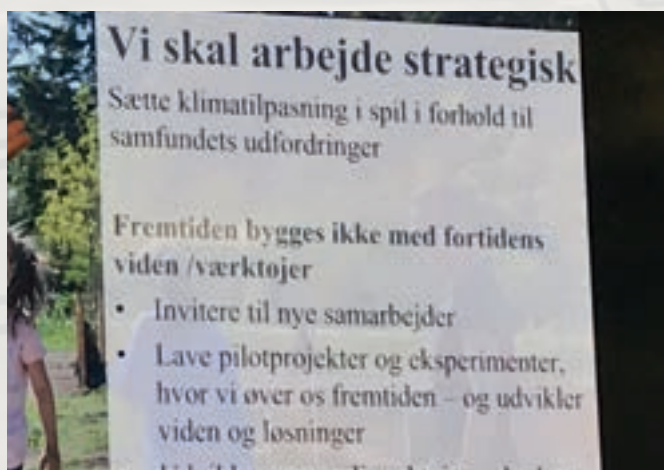 Vi skal arbejde strategisk
Sætte klimatilpasning i spil i forhold til
samfundets udfordringer
Fremtiden bygges ikke med fortidens
viden /værktøjer
• Invitere til nye samarbejder
• Lave pilotprojekter og eksperimenter,
hvor vi øver os fremtiden – og udvikler
viden og løsninger